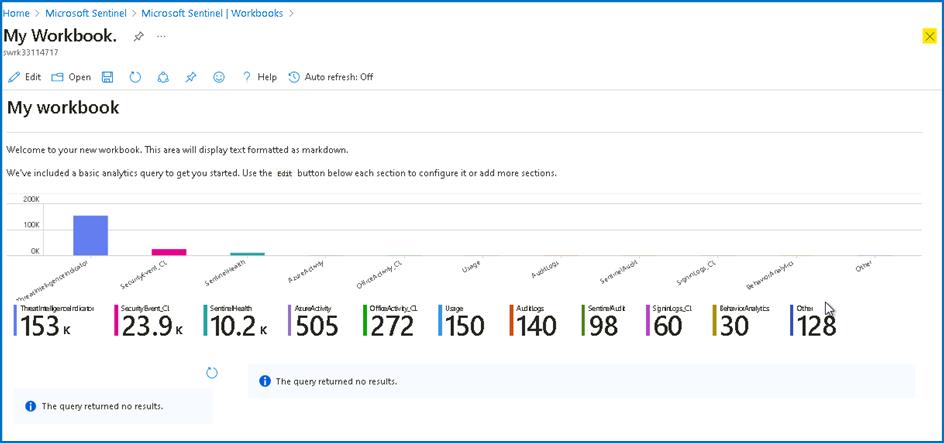 Home > Microsoft Sentinel > Microsoft Sentinel | Workbooks >
My Workbook.
swrk33114717
Edit Open Help Auto refresh: Off
My workbook
Welcome to your new workbook. This area will display text formatted as markdown.
We've included a basic analytics query to get you started. Use the Edit button below each section to configure it or add more sections.
200K
100K
0K
ThreatIntelligenceIndicator SecurityEvent_CL SentinelHealth AzureActivity OfficeActivity_CL Usage AuditLogs SentinelAudit SigninLogs_CL BehaviorAnalytics Other
ThreatIntelligenceIndicator SecurityEvent_CL SentinelHealth AzureActivity OfficeActivity_CL Usage AuditLogs SentinelAudit SigninLogs_CL BehaviorAnalytics Other
153 K 23.9 K 10.2 K 505 272 150 140 98 60 30 128
The query returned no results.
The query returned no results.